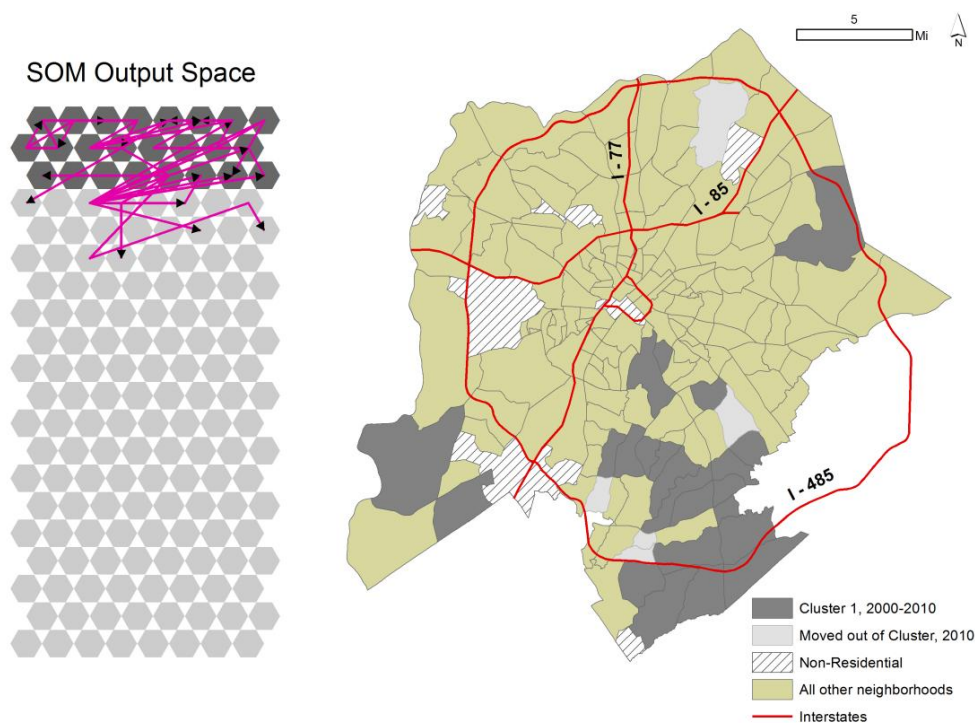 SOM Output Space
5
Mi
N
I - 77
I - 85
I - 485
Cluster 1, 2000-2010
Moved out of Cluster, 2010
Non-Residential
All other neighborhoods
Interstates